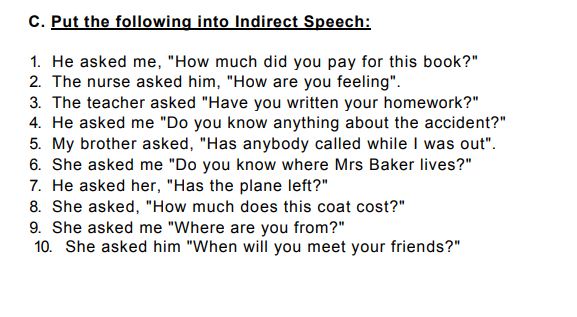 C. Put the following into Indirect Speech:
1. He asked me, "How much did you pay for this book?"
2. The nurse asked him, "How are you feeling".
3. The teacher asked "Have you written your homework?"
4. He asked me "Do you know anything about the accident?"
5. My brother asked, "Has anybody called while I was out".
6. She asked me "Do you know where Mrs Baker lives?"
7. He asked her, "Has the plane left?"
8. She asked, "How much does this coat cost?"
9. She asked me "Where are you from?"
10. She asked him "When will you meet your friends?"